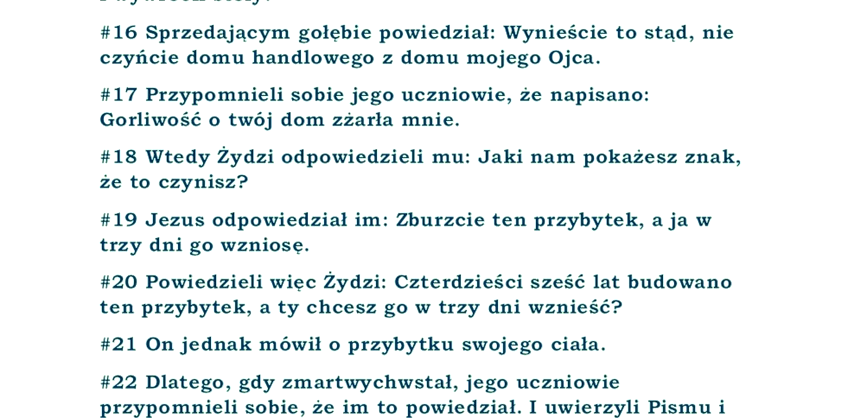 #16 Sprzedającym gołębie powiedział: Wynieście to stąd, nie
czyńcie domu handlowego z domu mojego Ojca.
#17 Przypomnieli sobie jego uczniowie, że napisano:
Gorliwość o twój dom zżarła mnie.
#18 Wtedy Żydzi odpowiedzieli mu: Jaki nam pokażesz znak,
że to czynisz?
#19 Jezus odpowiedział im: Zburzcie ten przybytek, a ja w
trzy dni go wzniosę.
#20 Powiedzieli więc Żydzi: Czterdzieści sześć lat budowano
ten przybytek, a ty chcesz go w trzy dni wznieść?
#21 On jednak mówił o przybytku swojego ciała.
#22 Dlatego, gdy zmartwychwstał, jego uczniowie
przypomnieli sobie, że im to powiedział. I uwierzyli Pismu i